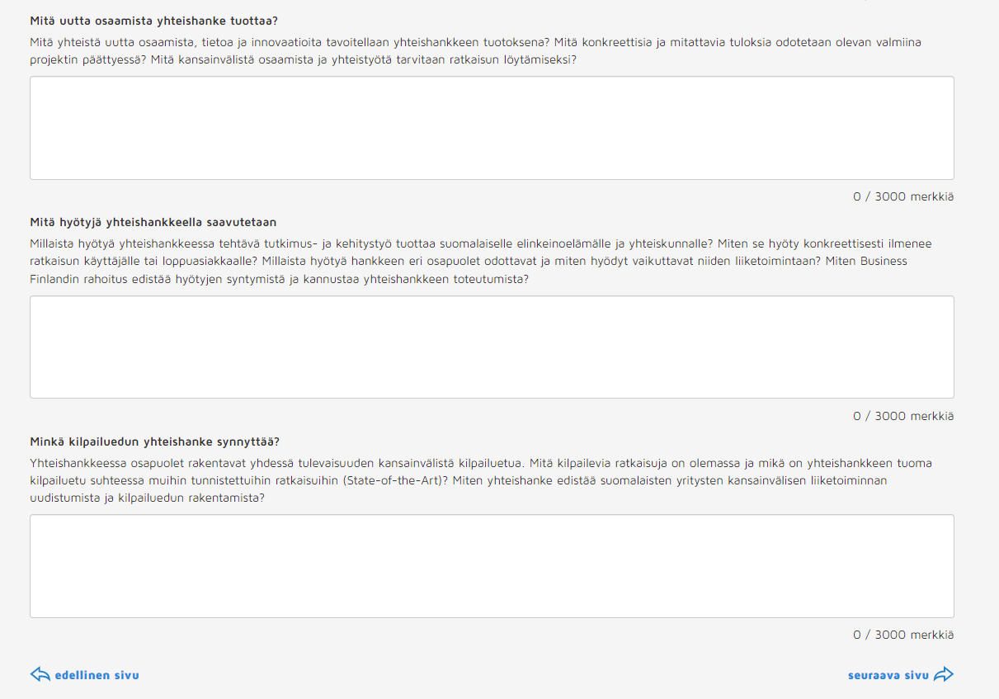 Mitä uutta osaamista yhteishanke tuottaa?
Mitä yhteistä uutta osaamista, tietoa ja innovaatioita tavoitellaan yhteishankkeen tuotoksena? Mitä konkreettisia ja mitattavia tuloksia odotetaan olevan valmiina
projektin päättyessä? Mitä kansainvälistä osaamista ja yhteistyötä tarvitaan ratkaisun löytämiseksi?
0 / 3000 merkkiä
Mitä hyötyjä yhteishankkeella saavutetaan
Millaista hyötyä yhteishankkeessa tehtävä tutkimus- ja kehitystyö tuottaa suomalaiselle elinkeinoelämälle ja yhteiskunnalle? Miten se hyöty konkreettisesti ilmenee
ratkaisun käyttäjälle tai loppuasiakkaalle? Millaista hyötyä hankkeen eri osapuolet odottavat ja miten hyödyt vaikuttavat niiden liiketoimintaan? Miten Business
Finlandin rahoitus edistää hyötyjen syntymistä ja kannustaa yhteishankkeen toteutumista?
0 / 3000 merkkiä
Minkä kilpailuedun yhteishanke synnyttää?
Yhteishankkeessa osapuolet rakentavat yhdessä tulevaisuuden kansainvälistä kilpailuetua. Mitä kilpailevia ratkaisuja on olemassa ja mikä on yhteishankkeen tuoma
kilpailuetu suhteessa muihin tunnistettuihin ratkaisuihin (State-of-the-Art)? Miten yhteishanke edistää suomalaisten yritysten kansainvälisen liiketoiminnan
uudistumista ja kilpailuedun rakentamista?
0 / 3000 merkkiä
edellinen sivu
seuraava sivu